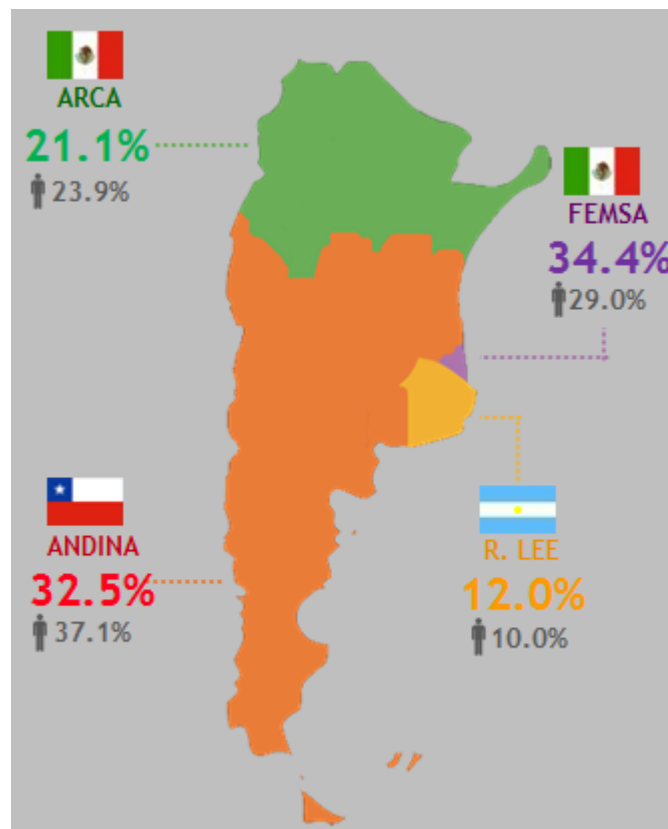 ARCA
21.1%
23.9%
FEMSA
34.4%
29.0%
ANDINA
32.5%
37.1%
R. LEE
12.0%
10.0%